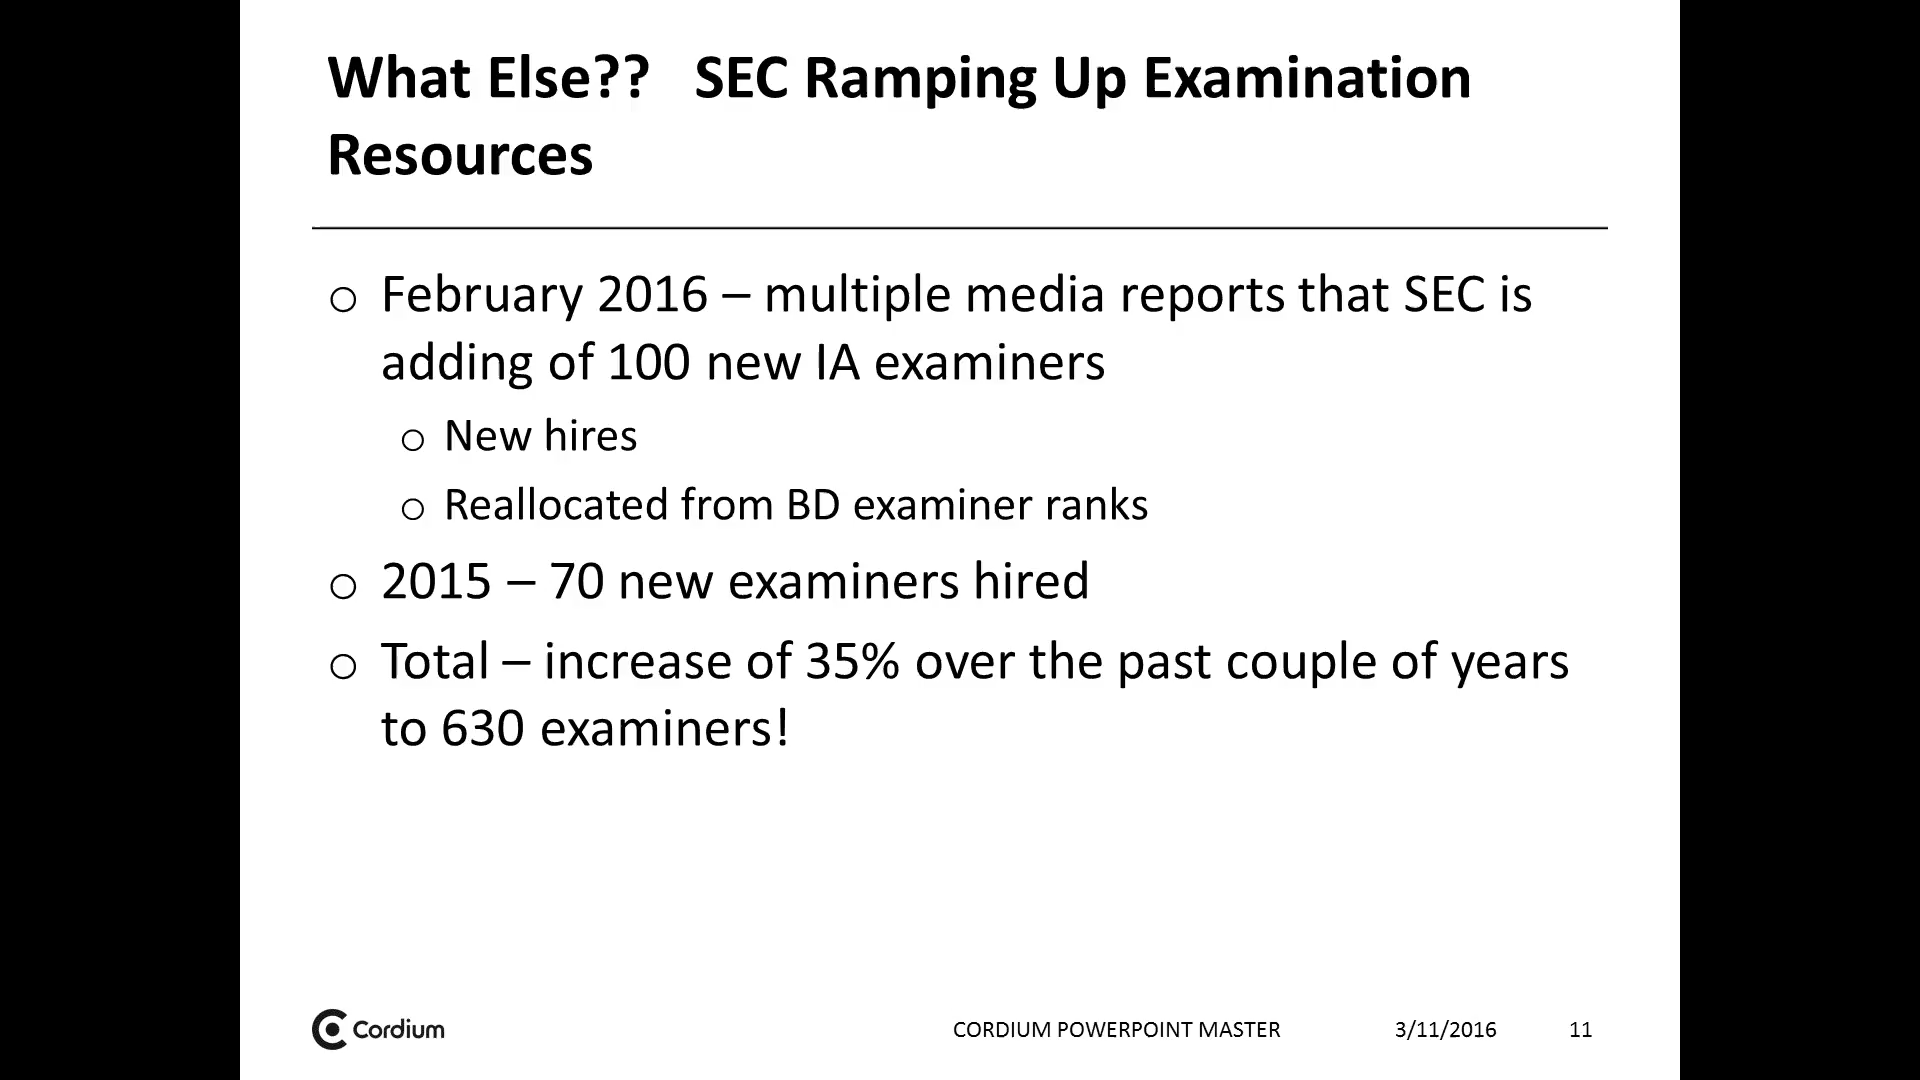 What Else??   SEC Ramping Up Examination
Resources
o February 2016 – multiple media reports that SEC is
adding of 100 new IA examiners
o New hires
o Reallocated from BD examiner ranks
o 2015 – 70 new examiners hired
o Total – increase of 35% over the past couple of years
to 630 examiners!
Cordium
CORDIUM POWERPOINT MASTER
3/11/2016
11